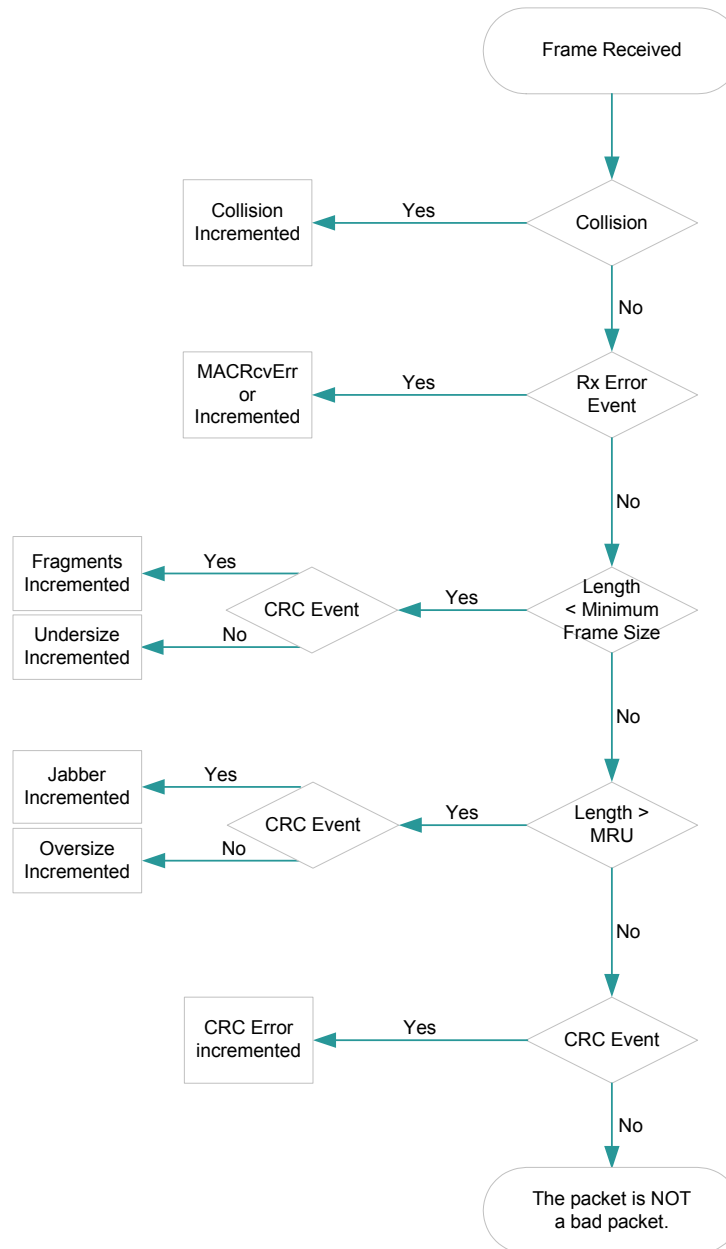 Frame Received
Collision
Incremented
Yes
Collision
No
MACRcvErr
or
Incremented
Yes
Rx Error
Event
No
Fragments
Incremented
Yes
Undersize
Incremented
No
CRC Event
Yes
Length
< Minimum
Frame Size
No
Jabber
Incremented
Yes
Oversize
Incremented
No
CRC Event
Yes
Length >
MRU
No
CRC Error
incremented
Yes
CRC Event
No
The packet is NOT
a bad packet.